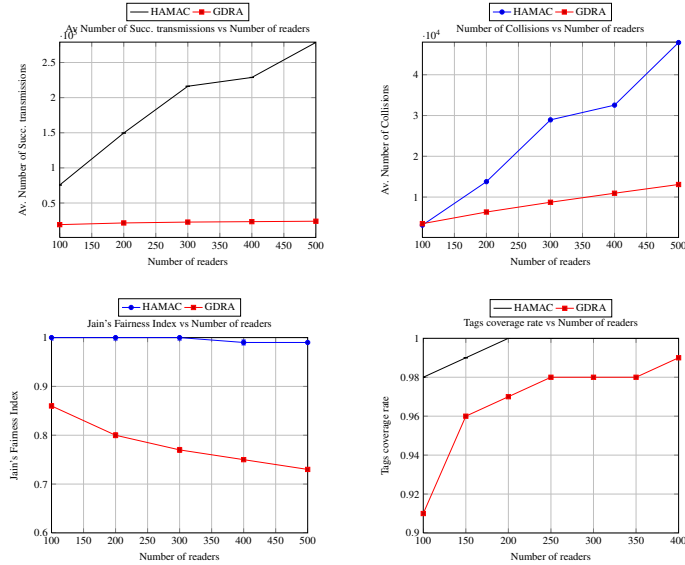 HAMAC GDRA
Av Number of Succ. transmissions vs Number of readers
2.5
1.5
0.5
100 150 200 250 300 350 400 450 500
Av. Number of Succ. transmissions
Number of readers
HAMAC GDRA
Number of Collisions vs Number of readers
·10⁴
4
3
2
1
100 150 200 250 300 350 400 450 500
Av. Number of Collisions
Number of readers
HAMAC GDRA
Jain's Fairness Index vs Number of readers
1
0.9
0.8
0.7
0.6
100 150 200 250 300 350 400 450 500
Jain's Fairness Index
Number of readers
HAMAC GDRA
Tags coverage rate vs Number of readers
1
0.98
0.96
0.94
0.92
0.9
100 150 200 250 300 350 400
Tags coverage rate
Number of readers